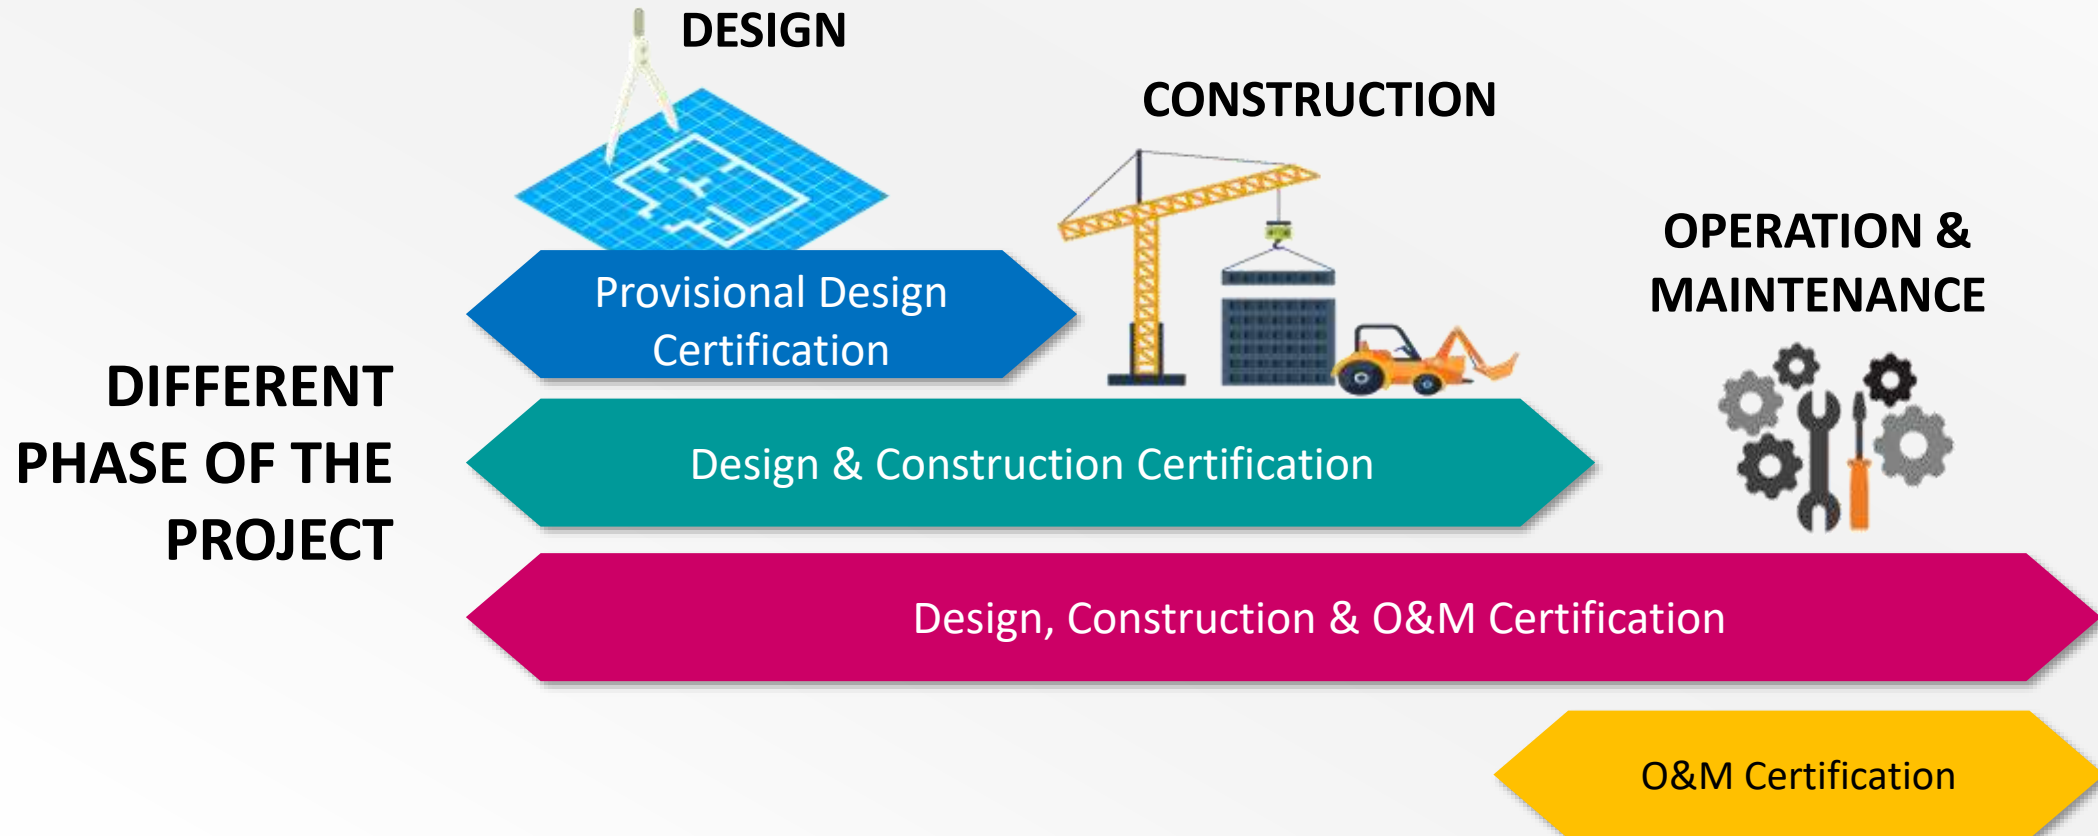 DESIGN
CONSTRUCTION
OPERATION &
MAINTENANCE
Provisional Design
Certification
DIFFERENT
PHASE OF THE
PROJECT
Design & Construction Certification
Design, Construction & O&M Certification
O&M Certification